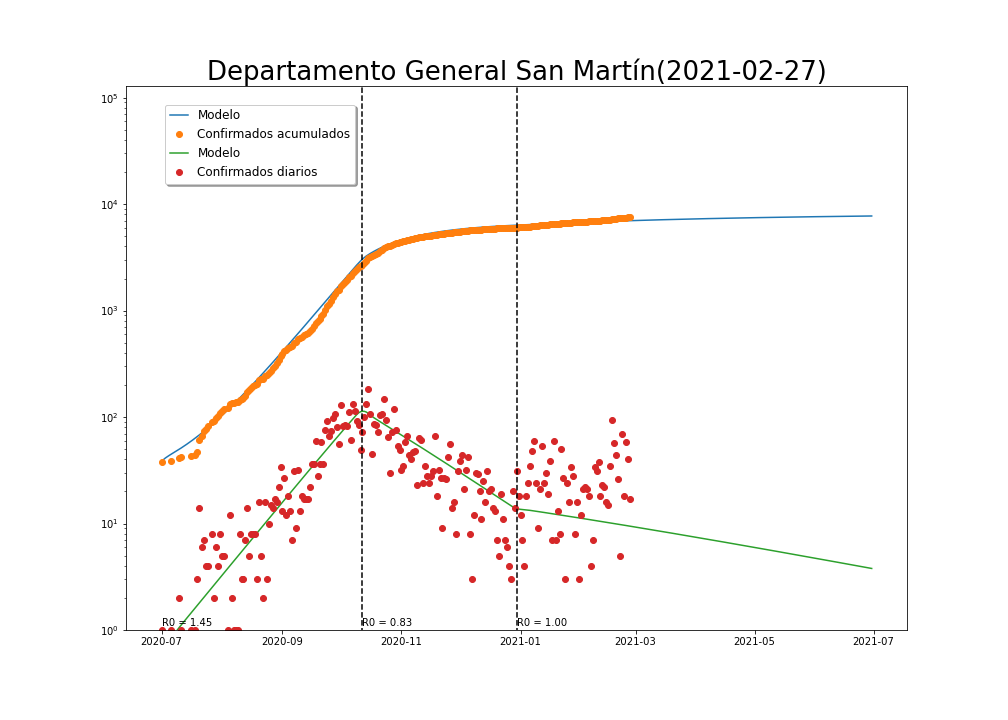 Departamento General San Martín(2021-02-27)
Modelo
Confirmados acumulados
Modelo
Confirmados diarios
10^5
10^4
10^3
10^2
10^1
10^0
R0 = 1.45 R0 = 0.83 R0 = 1.00
2020-07 2020-09 2020-11 2021-01 2021-03 2021-05 2021-07